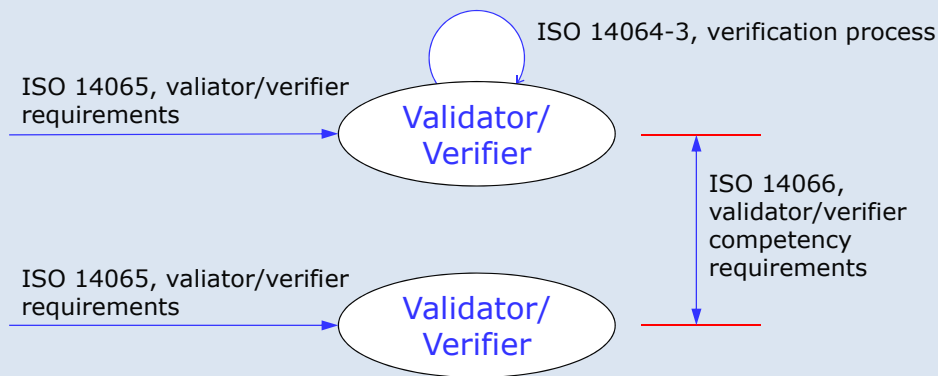 ISO 14064-3, verification process
ISO 14065, valiator/verifier
requirements
Validator/
Verifier
ISO 14066,
validator/verifier
competency
requirements
ISO 14065, valiator/verifier
requirements
Validator/
Verifier